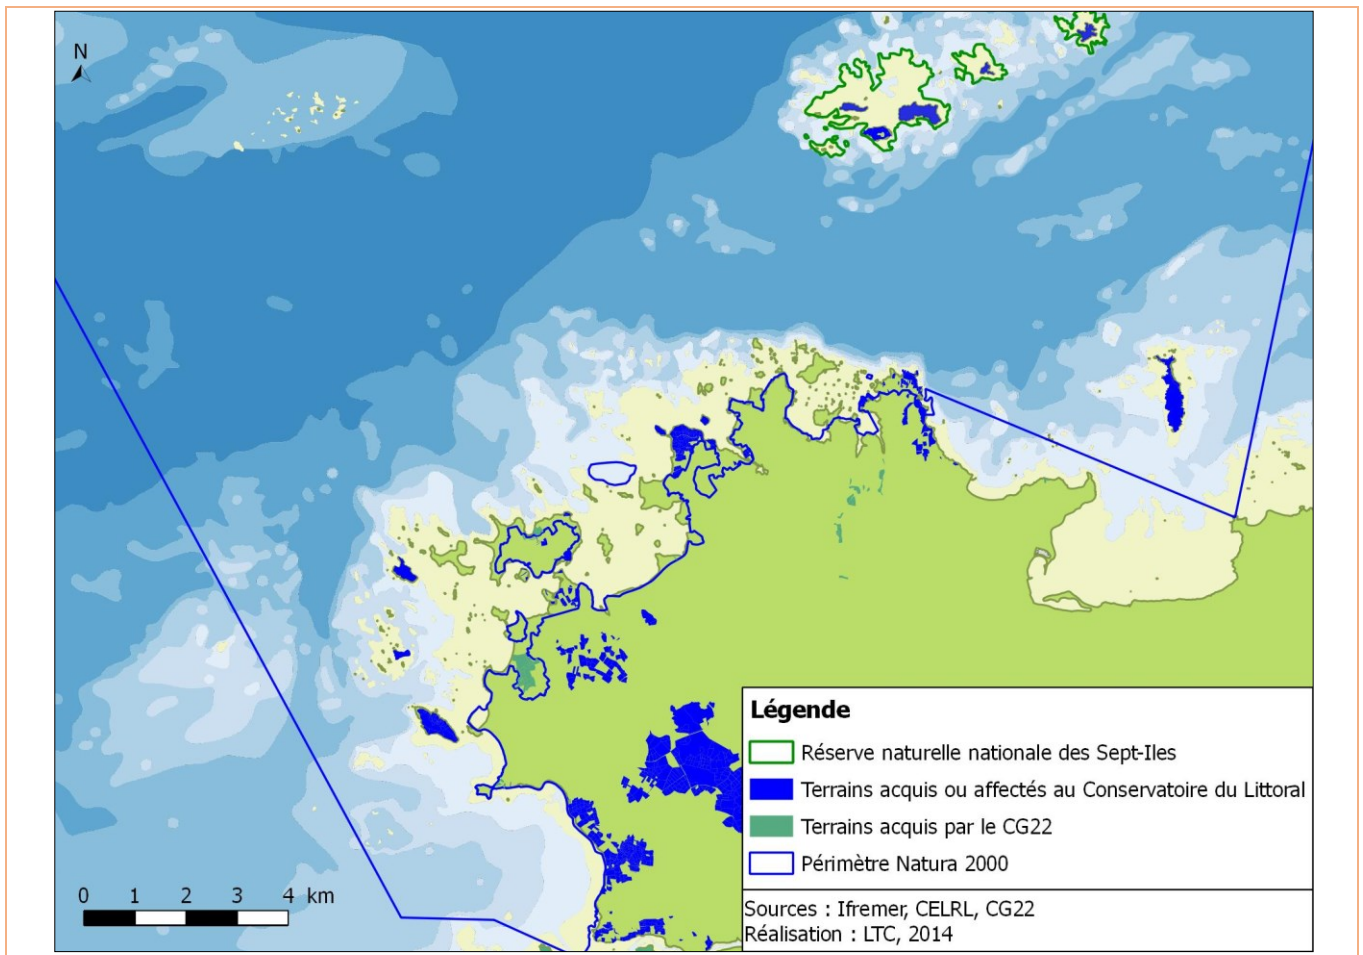 N
Légende
Réserve naturelle nationale des Sept-Iles
Terrains acquis ou affectés au Conservatoire du Littoral
Terrains acquis par le CG22
Périmètre Natura 2000
0 1 2 3 4 km
Sources : Ifremer, CELRL, CG22
Réalisation : LTC, 2014